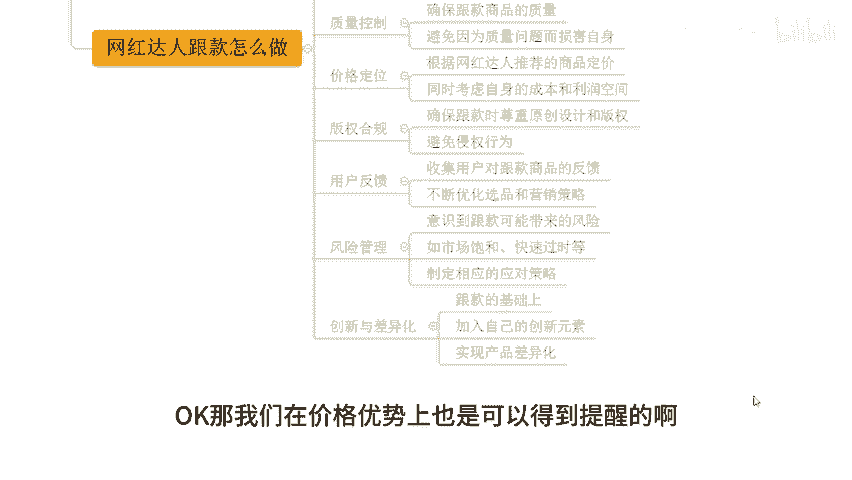 确保跟款商品的质量
质量控制
避免因为质量问题而损害自身
网红达人跟款怎么做
根据网红达人推荐的商品定价
价格定位
同时考虑自身的成本和利润空间
确保跟款时尊重原创设计和版权
版权合规
避免侵权行为
收集用户对跟款商品的反馈
用户反馈
不断优化选品和营销策略
意识到跟款可能带来的风险
风险管理
如市场饱和、快速过时等
制定相应的应对策略
跟款的基础上
创新与差异化
加入自己的创新元素
实现产品差异化
OK那我们在价格优势上也是可以得到提醒的啊